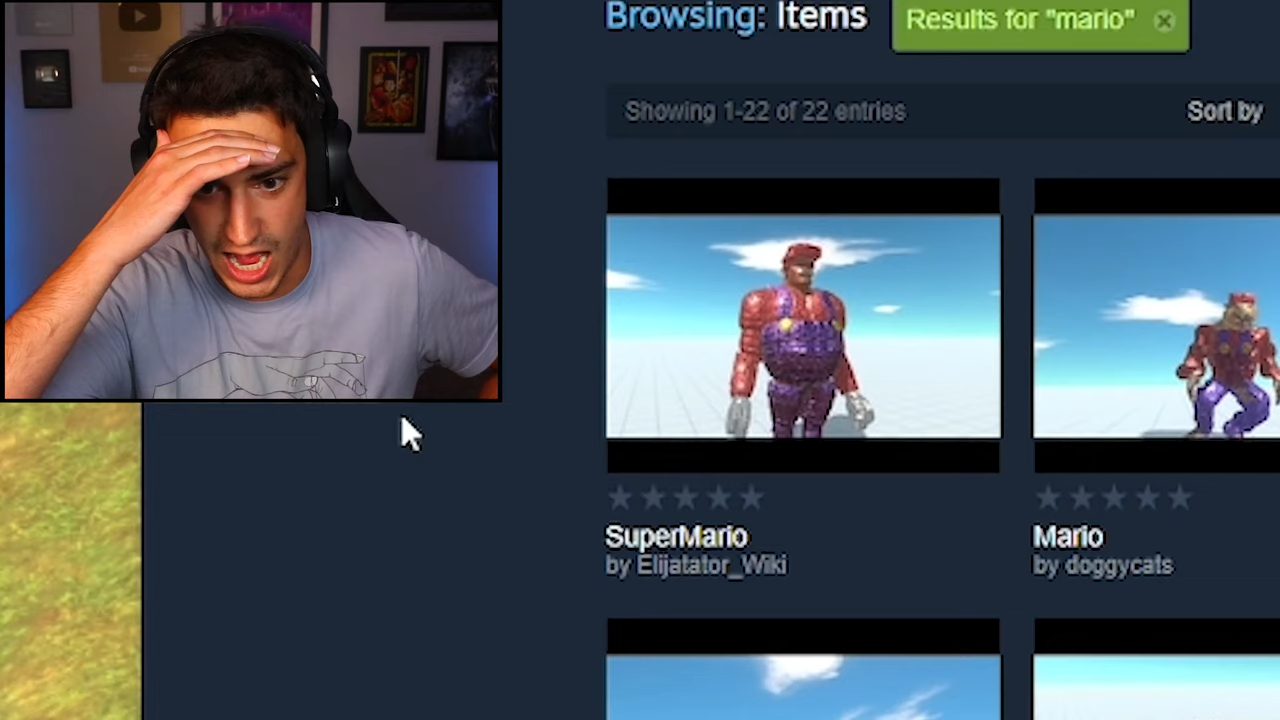 Browsing: Items
Results for "mario"
Showing 1-22 of 22 entries
Sort by
SuperMario
by Elijatator_Wiki
Mario
by doggycats